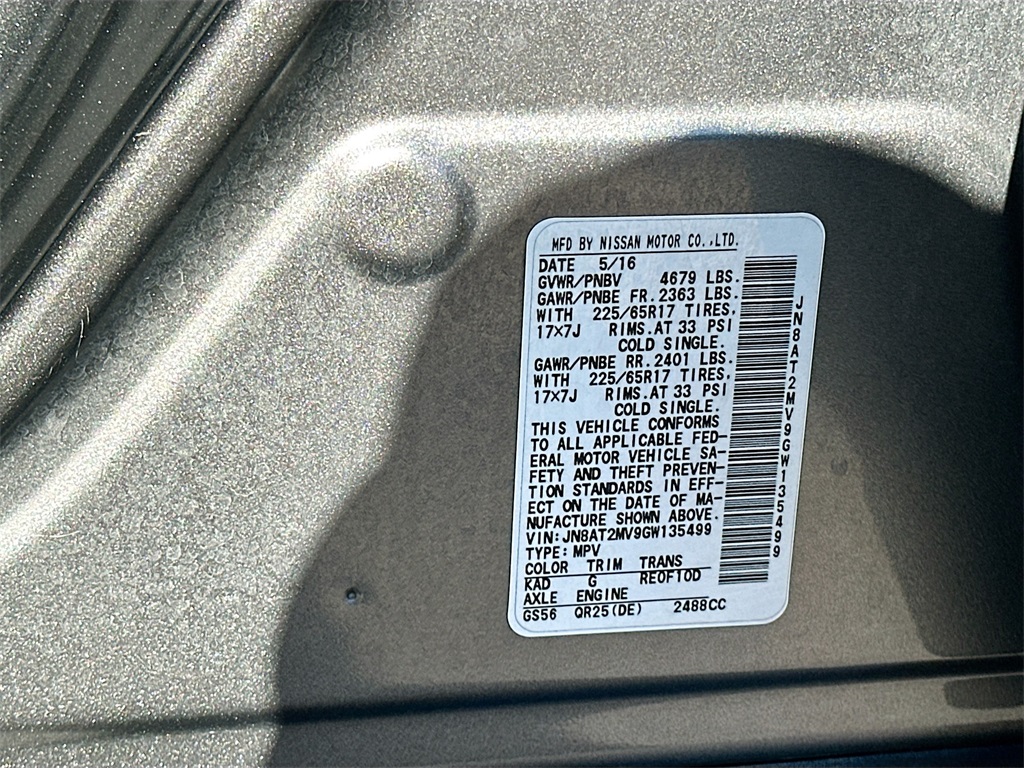 MFD BY NISSAN MOTOR CO.,LTD.
DATE 5/16
GVWR/PNBV 4679 LBS.
GAWR/PNBE FR. 2363 LBS.
WITH 225/65R17 TIRES,
17×7J RIMS. AT 33 PSI
COLD SINGLE.
GAWR/PNBE RR. 2401 LBS.
WITH 225/65R17 TIRES.
17×7J RIMS. AT 33 PSI
COLD SINGLE.
THIS VEHICLE CONFORMS
TO ALL APPLICABLE FED-
ERAL MOTOR VEHICLE SA-
FETY AND THEFT PREVEN-
TION STANDARDS IN EFF-
ECT ON THE DATE OF MA-
NUFACTURE SHOWN ABOVE.
VIN:JN8AT2MV9GW135499
TYPE:MPV
COLOR TRIM TRANS
KAD G RE0F10D
AXLE ENGINE
GS56 QR25(DE) 2488CC
JN8AT2MV9GW135499